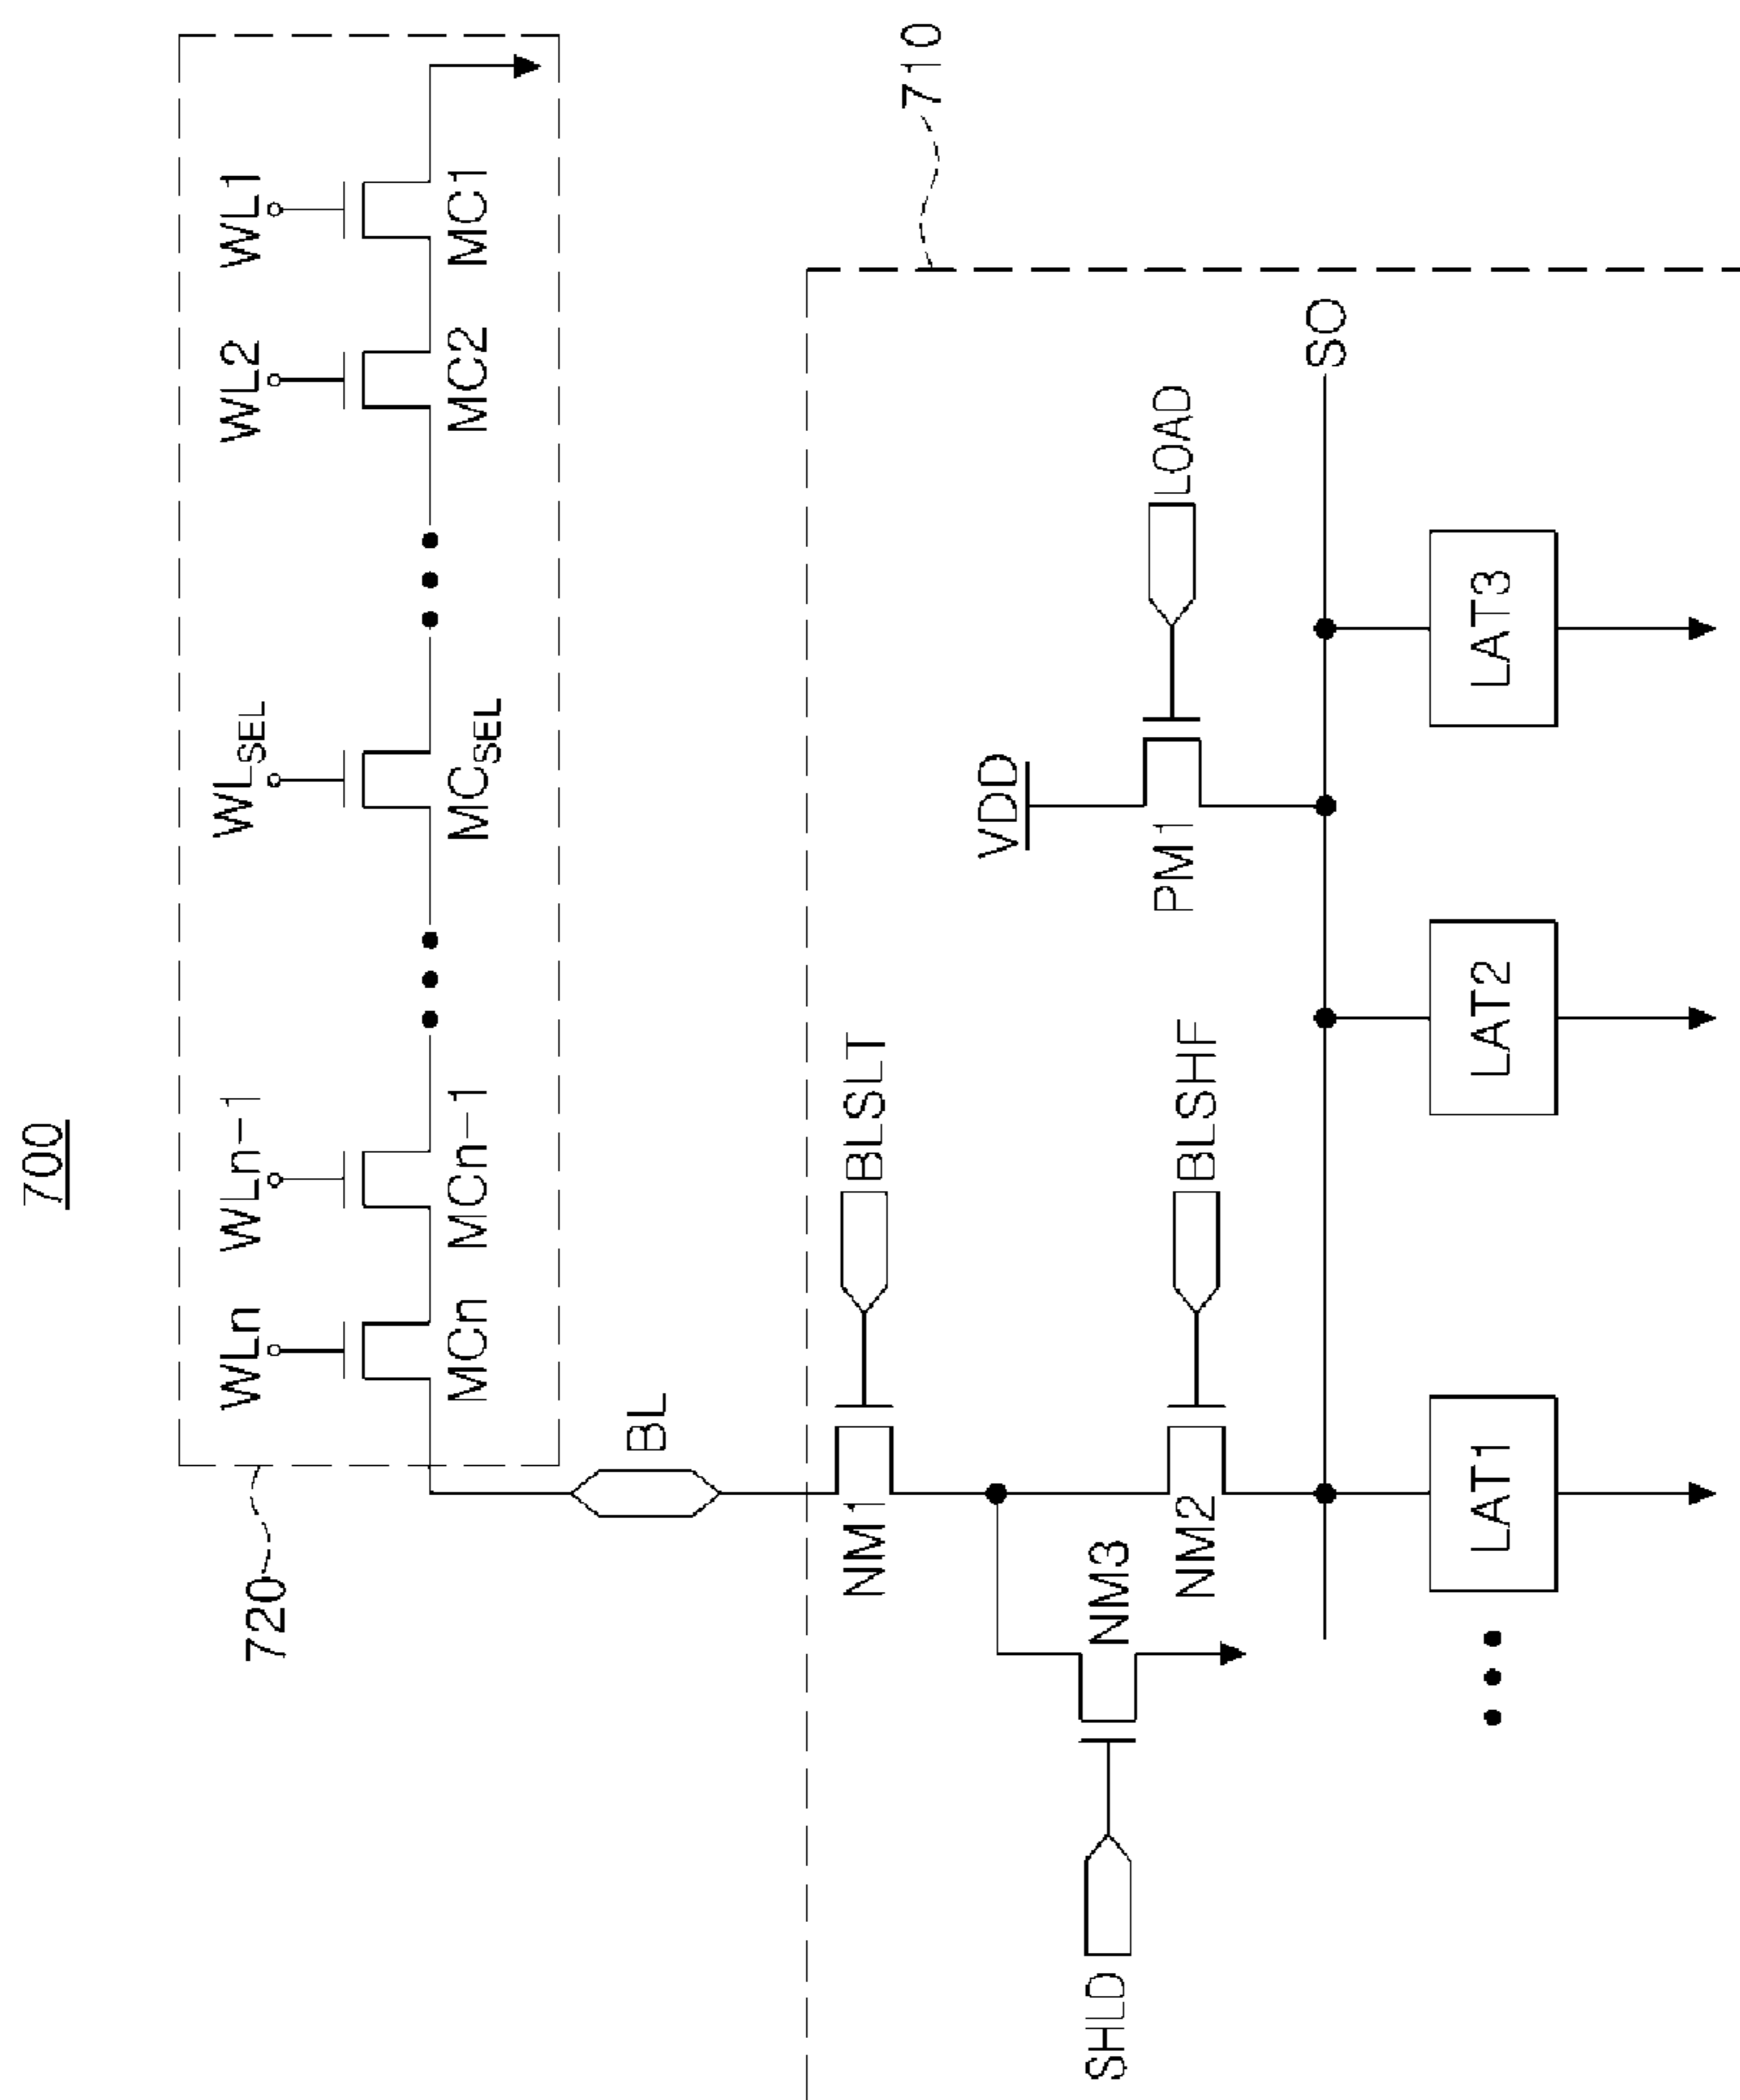 700
720
WLn
WLn-1
WLSEL
WL2
WL1
MCn
MCn-1
MCSEL
MC2
MC1
BL
710
NM1
BLSLT
VDD
SHLD
NM3
PM1
LOAD
NM2
BLSHF
SO
LAT1
LAT2
LAT3